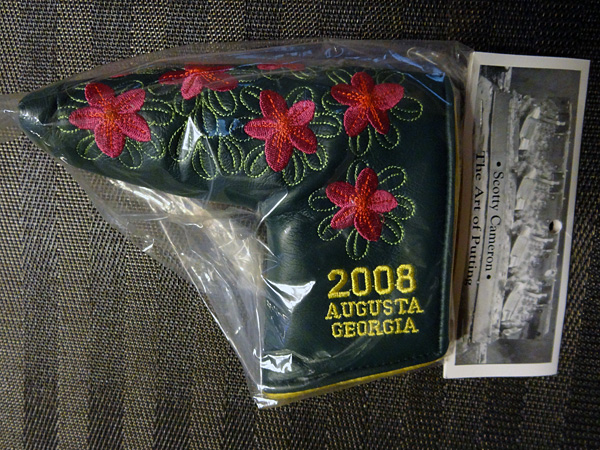 2008
AUGUSTA
GEORGIA
• Scotty Cameron •
The Art of Putting